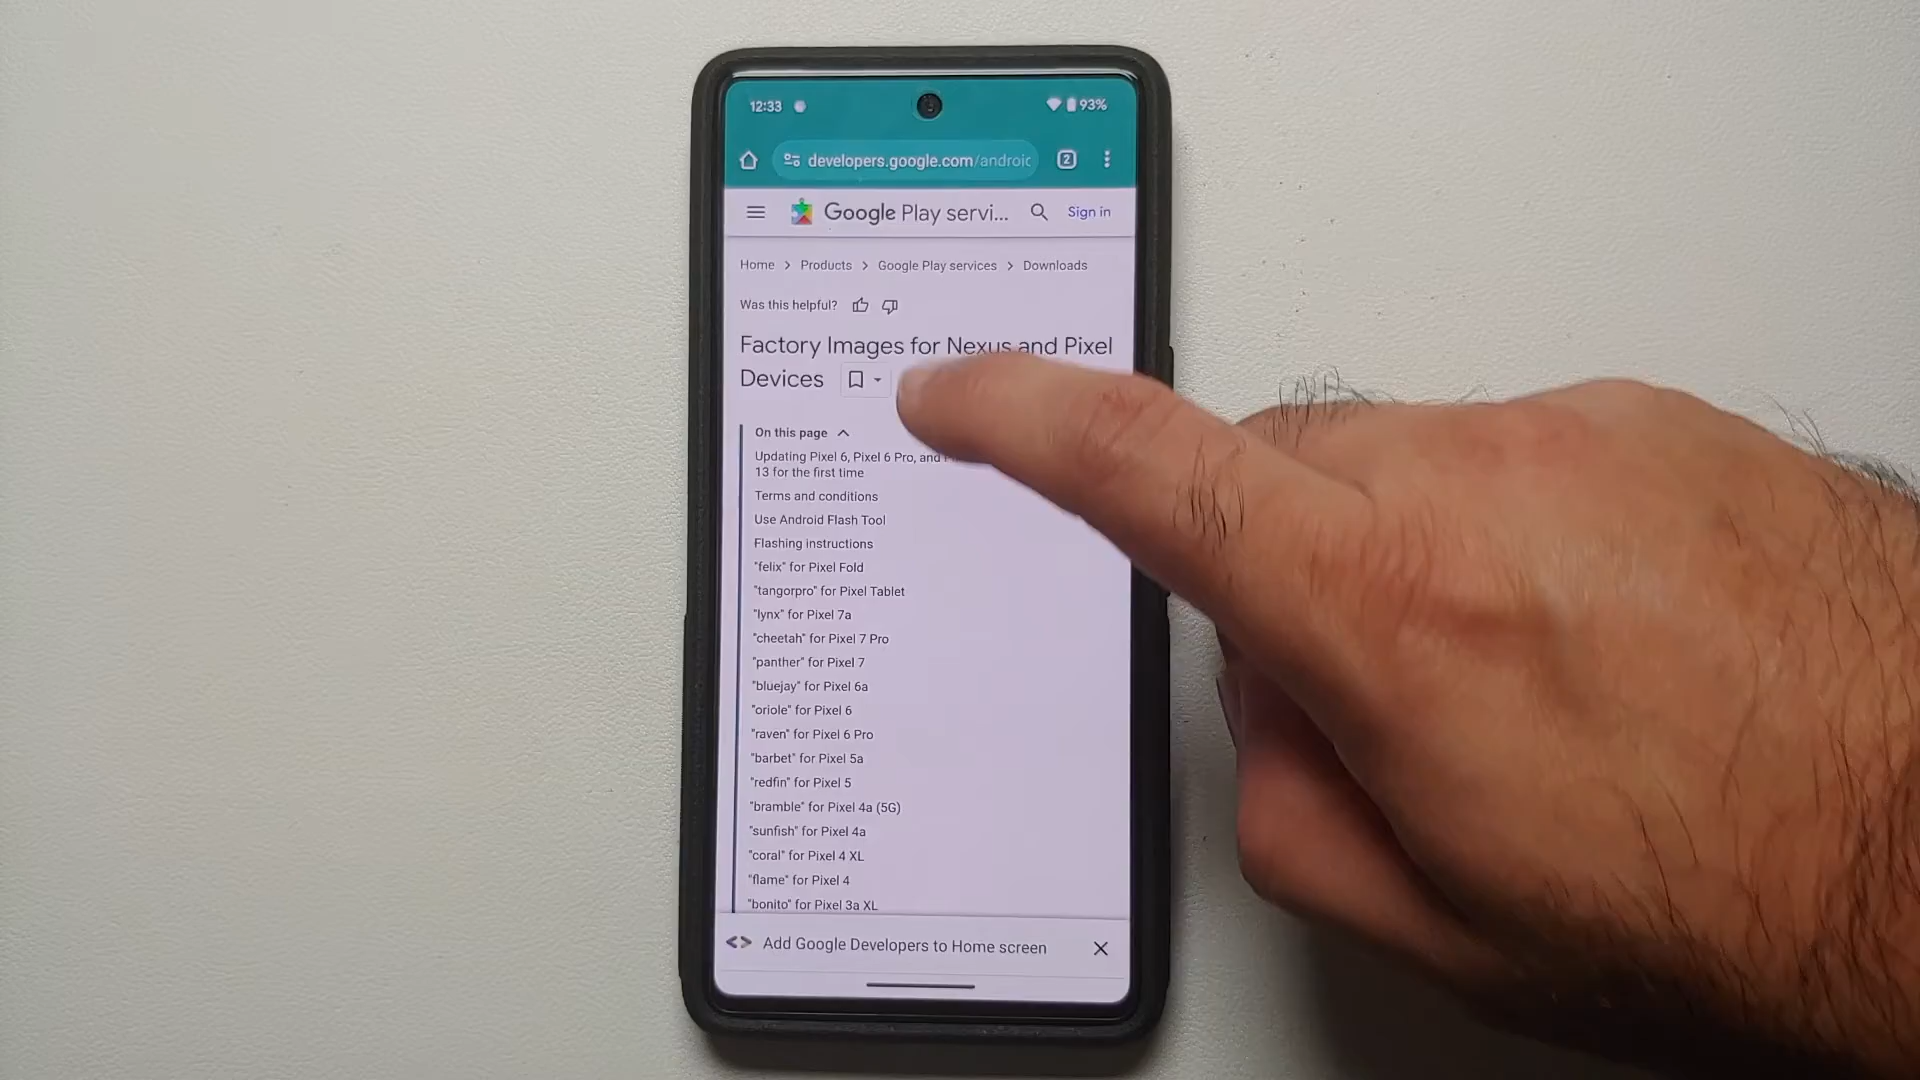 12:33 93%
developers.google.com/android
2
Google Play servi... Sign in
Home > Products > Google Play services > Downloads
Was this helpful?
Factory Images for Nexus and Pixel
Devices
On this page
Updating Pixel 6, Pixel 6 Pro, and
13 for the first time
Terms and conditions
Use Android Flash Tool
Flashing instructions
"felix" for Pixel Fold
"tangorpro" for Pixel Tablet
"lynx" for Pixel 7a
"cheetah" for Pixel 7 Pro
"panther" for Pixel 7
"bluejay" for Pixel 6a
"oriole" for Pixel 6
"raven" for Pixel 6 Pro
"barbet" for Pixel 5a
"redfin" for Pixel 5
"bramble" for Pixel 4a (5G)
"sunfish" for Pixel 4a
"coral" for Pixel 4 XL
"flame" for Pixel 4
"bonito" for Pixel 3a XL
<> Add Google Developers to Home screen